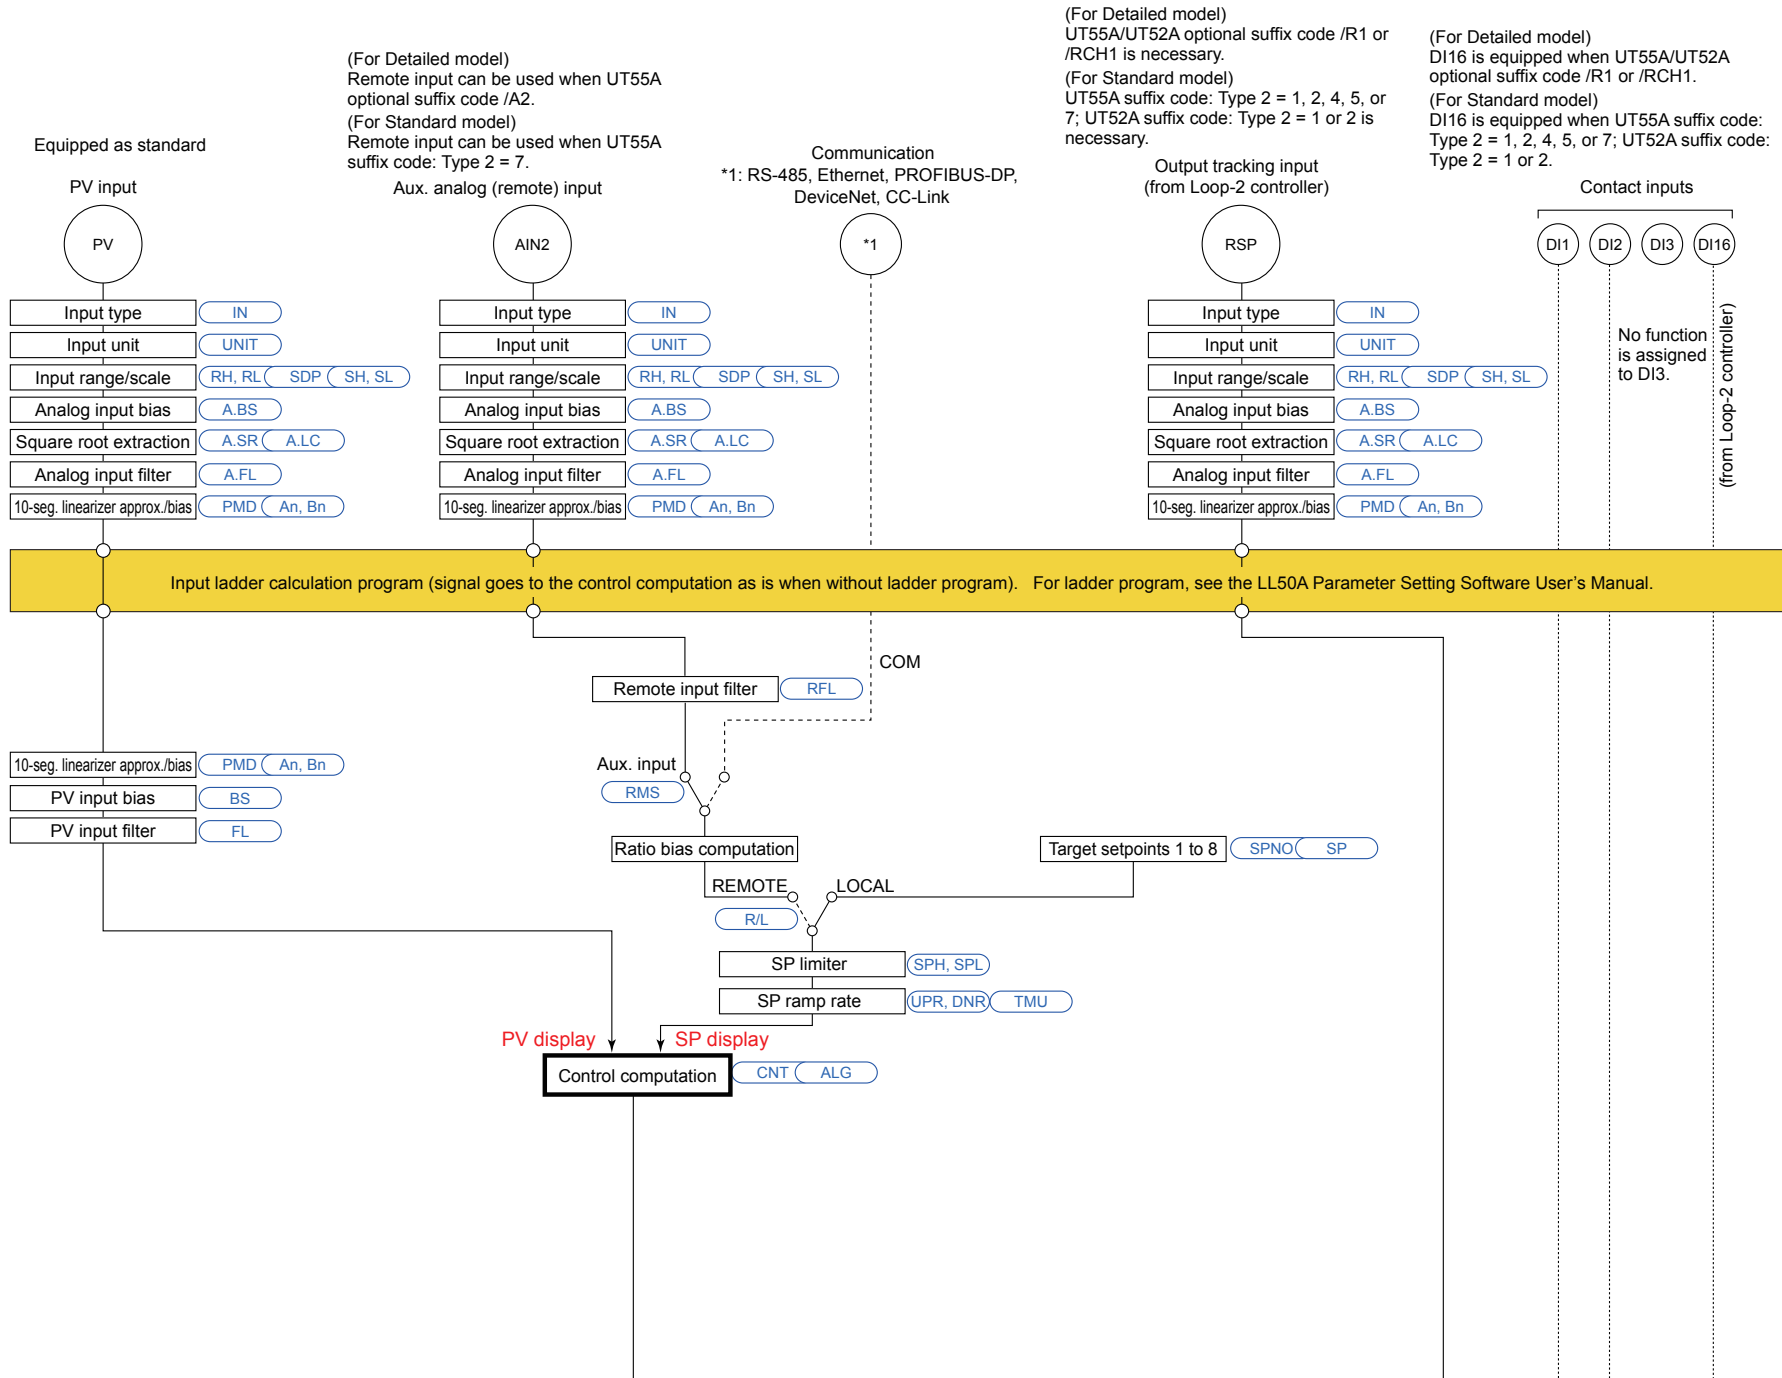 (For Detailed model)
UT55A/UT52A optional suffix code /R1 or
/RCH1 is necessary.
(For Standard model)
UT55A suffix code: Type 2 = 1, 2, 4, 5, or
7; UT52A suffix code: Type 2 = 1 or 2 is
necessary.
(For Detailed model)
DI16 is equipped when UT55A/UT52A
optional suffix code /R1 or /RCH1.
(For Standard model)
DI16 is equipped when UT55A suffix code:
Type 2 = 1, 2, 4, 5, or 7; UT52A suffix code:
Type 2 = 1 or 2.
(For Detailed model)
Remote input can be used when UT55A
optional suffix code /A2.
(For Standard model)
Remote input can be used when UT55A
suffix code: Type 2 = 7.
Equipped as standard
PV input
Aux. analog (remote) input
Communication
*1: RS-485, Ethernet, PROFIBUS-DP,
DeviceNet, CC-Link
Output tracking input
(from Loop-2 controller)
Contact inputs
PV
AIN2
*1
RSP
DI1
DI2
DI3
DI16
Input type IN
Input unit UNIT
Input range/scale RH, RL SDP SH, SL
Analog input bias A.BS
Square root extraction A.SR A.LC
Analog input filter A.FL
10-seg. linearizer approx./bias PMD An, Bn
Input type IN
Input unit UNIT
Input range/scale RH, RL SDP SH, SL
Analog input bias A.BS
Square root extraction A.SR A.LC
Analog input filter A.FL
10-seg. linearizer approx./bias PMD An, Bn
Input type IN
Input unit UNIT
Input range/scale RH, RL SDP SH, SL
Analog input bias A.BS
Square root extraction A.SR A.LC
Analog input filter A.FL
10-seg. linearizer approx./bias PMD An, Bn
No function
is assigned
to DI3.
(from Loop-2 controller)
Input ladder calculation program (signal goes to the control computation as is when without ladder program). For ladder program, see the LL50A Parameter Setting Software User's Manual.
COM
Remote input filter RFL
10-seg. linearizer approx./bias PMD An, Bn
PV input bias BS
PV input filter FL
Aux. input
RMS
Ratio bias computation
Target setpoints 1 to 8 SPNO SP
REMOTE
LOCAL
R/L
SP limiter SPH, SPL
SP ramp rate UPR, DNR TMU
PV display
SP display
Control computation CNT ALG